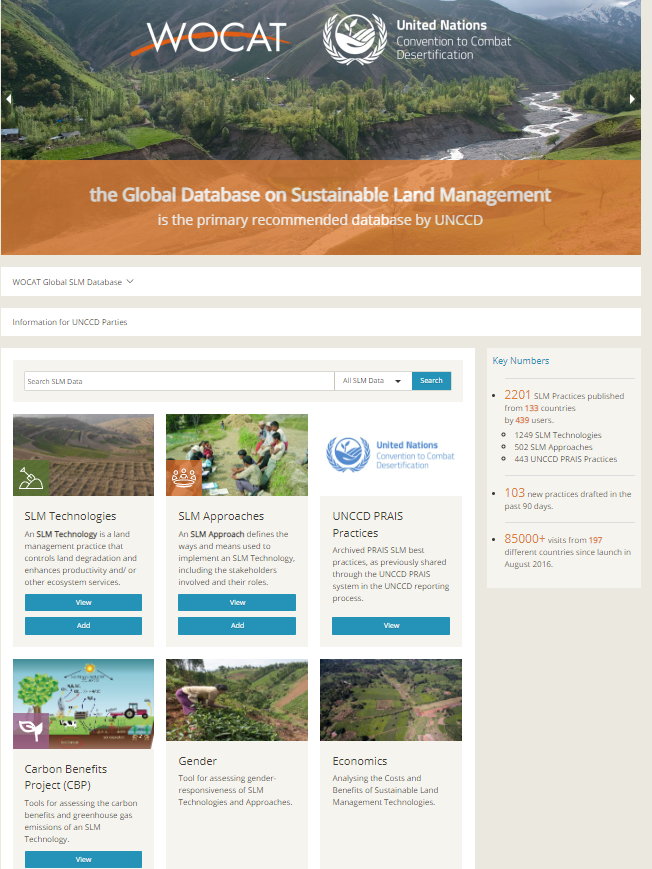 WOCAT
United Nations
Convention to Combat
Desertification
the Global Database on Sustainable Land Management
is the primary recommended database by UNCCD
WOCAT Global SLM Database
Information for UNCCD Parties
Search SLM Data
All SLM Data
Search
SLM Technologies
An SLM Technology is a land
management practice that
controls land degradation and
enhances productivity and/ or
other ecosystem services.
View
Add
SLM Approaches
An SLM Approach defines the
ways and means used to
implement an SLM Technology,
including the stakeholders
involved and their roles.
View
Add
United Nations
Convention to Combat
Desertification
UNCCD PRAIS
Practices
Archived PRAIS SLM best
practices, as previously shared
through the UNCCD PRAIS
system in the UNCCD reporting
process.
View
Carbon Benefits
Project (CBP)
Tools for assessing the carbon
benefits and greenhouse gas
emissions of an SLM
Technology.
View
Gender
Tool for assessing gender-
responsiveness of SLM
Technologies and Approaches.
Economics
Analysing the Costs and
Benefits of Sustainable Land
Management Technologies.
Key Numbers
2201 SLM Practices published
from 133 countries
by 439 users.
1249 SLM Technologies
502 SLM Approaches
443 UNCCD PRAIS Practices
103 new practices drafted in the
past 90 days.
85000+ visits from 197
different countries since launch in
August 2016.